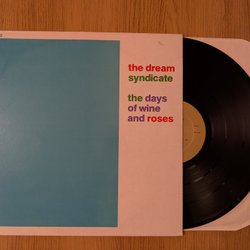 the dream
syndicate
the days
of wine
and roses